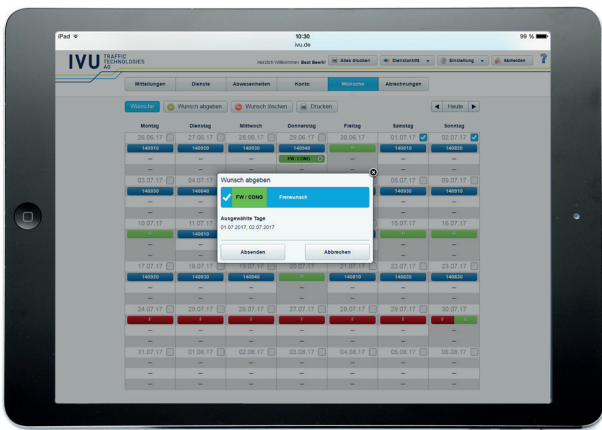 iPad
10:30
99 %
ivu.de
IVU TRAFFIC TECHNOLOGIES AG
Herzlich Willkommen Best Beerk! Alles drucken Dienstantritt Einstellung Abmelden ?
Mitteilungen Dienste Abwesenheiten Konto Wünsche Abrechnungen
Wünsche Wunsch abgeben Wunsch löschen Drucken Heute
Montag Dienstag Mittwoch Donnerstag Freitag Samstag Sonntag
26.06.17 27.06.17 28.06.17 29.06.17 30.06.17 01.07.17 02.07.17
140010 140020 140030 140040 140010 140020
FW / CONG
03.07.17 04.07.17 08.07.17 09.07.17
140030 140040 140030 140010
Wunsch abgeben
FW / CONG Freiwunsch
Ausgewählte Tage
01.07.2017, 02.07.2017
Absenden Abbrechen
10.07.17 11.07.17 15.07.17 16.07.17
140010
17.07.17 18.07.17 19.07.17 20.07.17 21.07.17 22.07.17 23.07.17
140020 140030 140040 140010 140020 140030
24.07.17 25.07.17 26.07.17 27.07.17 28.07.17 29.07.17 30.07.17
31.07.17 01.08.17 02.08.17 03.08.17 04.08.17 05.08.17 06.08.17